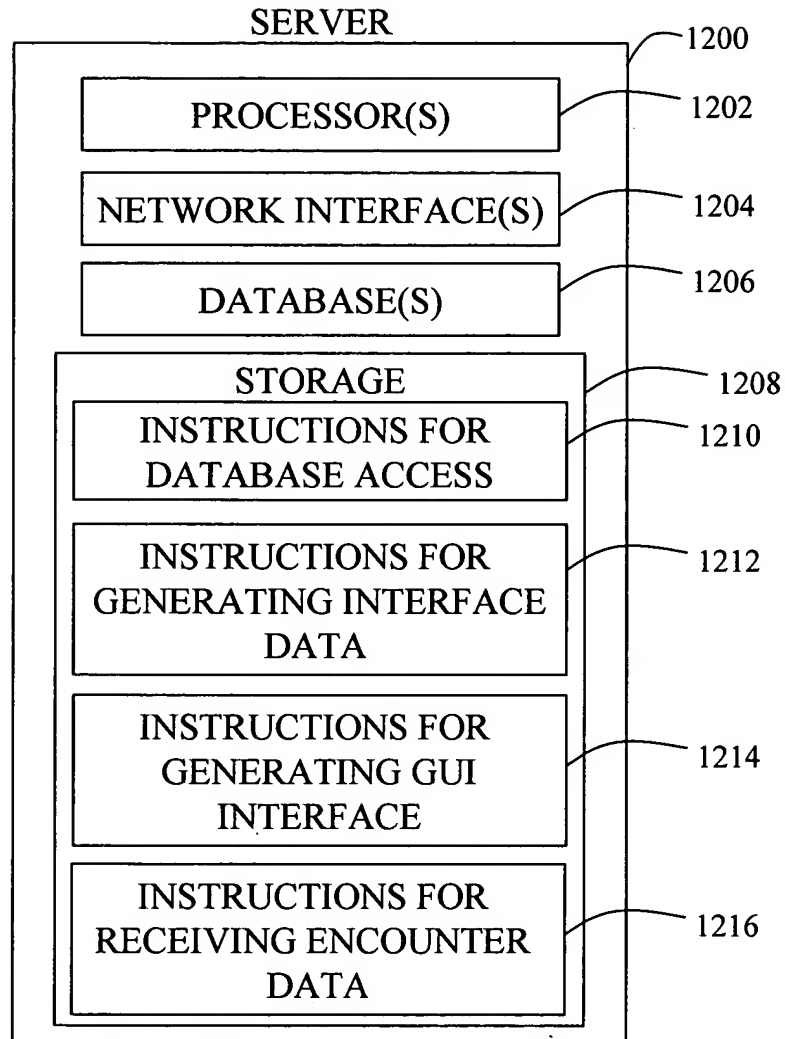 SERVER
1200
PROCESSOR(S)
1202
NETWORK INTERFACE(S)
1204
DATABASE(S)
1206
STORAGE
1208
INSTRUCTIONS FOR
DATABASE ACCESS
1210
INSTRUCTIONS FOR
GENERATING INTERFACE
DATA
1212
INSTRUCTIONS FOR
GENERATING GUI
INTERFACE
1214
INSTRUCTIONS FOR
RECEIVING ENCOUNTER
DATA
1216